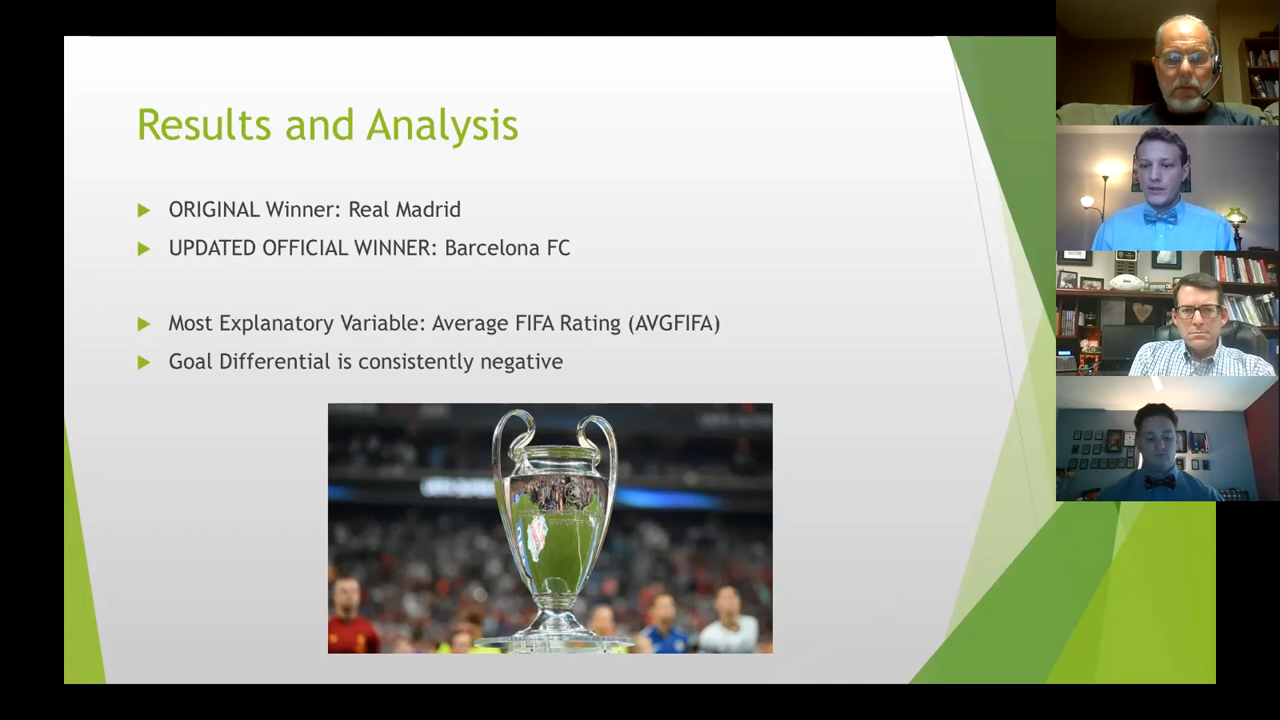 Results and Analysis
ORIGINAL Winner: Real Madrid
UPDATED OFFICIAL WINNER: Barcelona FC
Most Explanatory Variable: Average FIFA Rating (AVGFIFA)
Goal Differential is consistently negative